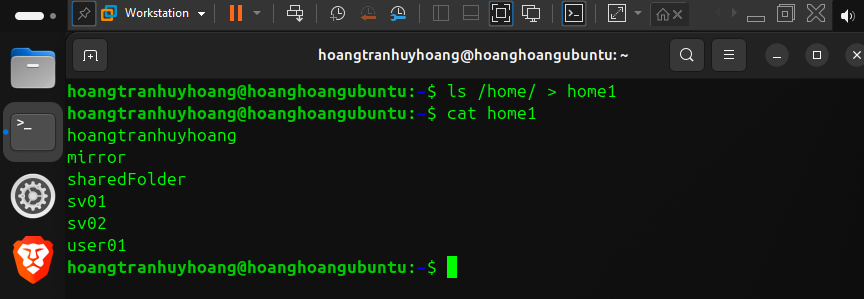 Workstation
hoangtranhuyhoang@hoanghoangubuntu: ~
hoangtranhuyhoang@hoanghoangubuntu:~$ ls /home/ > home1
hoangtranhuyhoang@hoanghoangubuntu:~$ cat home1
hoangtranhuyhoang
mirror
sharedFolder
sv01
sv02
user01
hoangtranhuyhoang@hoanghoangubuntu:~$